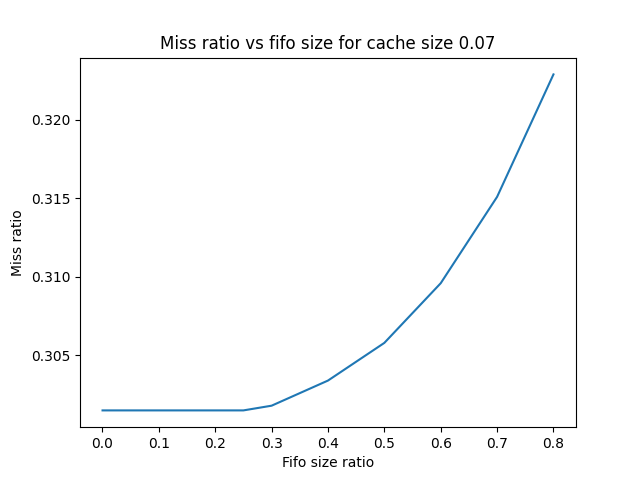 Miss ratio vs fifo size for cache size 0.07
0.320
0.315
0.310
0.305
Miss ratio
0.0 0.1 0.2 0.3 0.4 0.5 0.6 0.7 0.8
Fifo size ratio